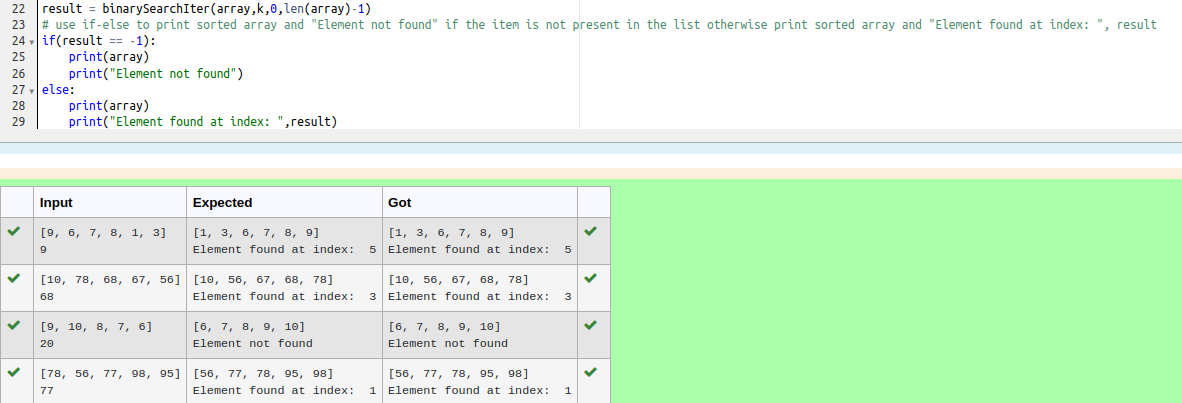 22 result = binarySearchIter(array,k,0,len(array)-1)
23 # use if-else to print sorted array and "Element not found" if the item is not present in the list otherwise print sorted array and "Element found at index: ", result
24 if(result == -1):
25     print(array)
26     print("Element not found")
27 else:
28     print(array)
29     print("Element found at index: ",result)
Input Expected Got
[9, 6, 7, 8, 1, 3] [1, 3, 6, 7, 8, 9] [1, 3, 6, 7, 8, 9]
9 Element found at index:  5 Element found at index:  5
[10, 78, 68, 67, 56] [10, 56, 67, 68, 78] [10, 56, 67, 68, 78]
68 Element found at index:  3 Element found at index:  3
[9, 10, 8, 7, 6] [6, 7, 8, 9, 10] [6, 7, 8, 9, 10]
20 Element not found Element not found
[78, 56, 77, 98, 95] [56, 77, 78, 95, 98] [56, 77, 78, 95, 98]
77 Element found at index:  1 Element found at index:  1